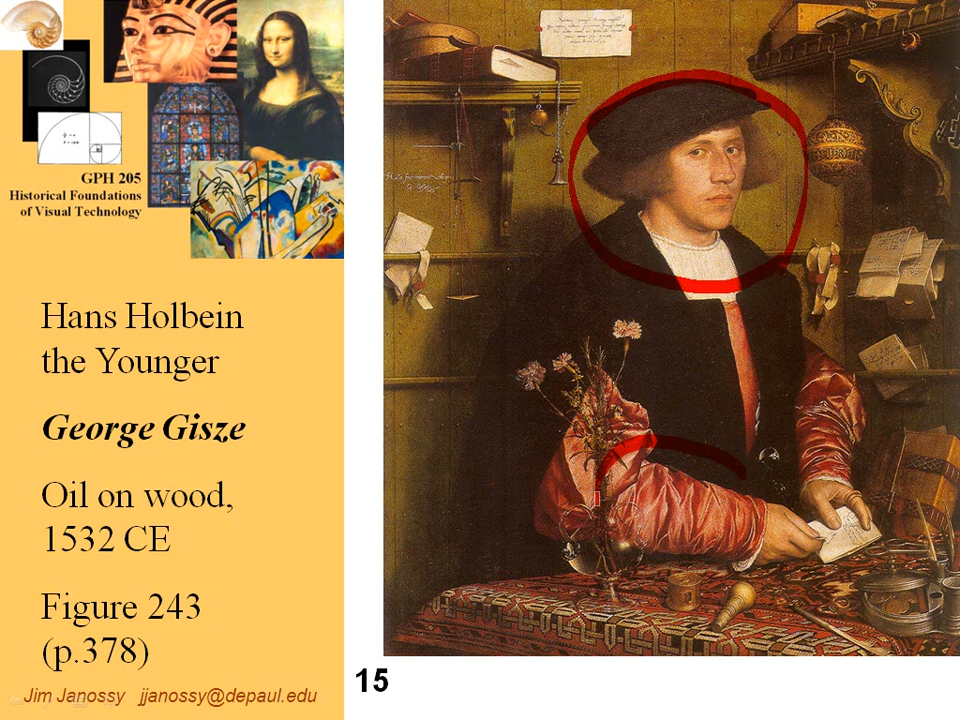 GPH 205
Historical Foundations
of Visual Technology
Hans Holbein
the Younger
George Gisze
Oil on wood,
1532 CE
Figure 243
(p.378)
Jim Janossy jjanossy@depaul.edu
15